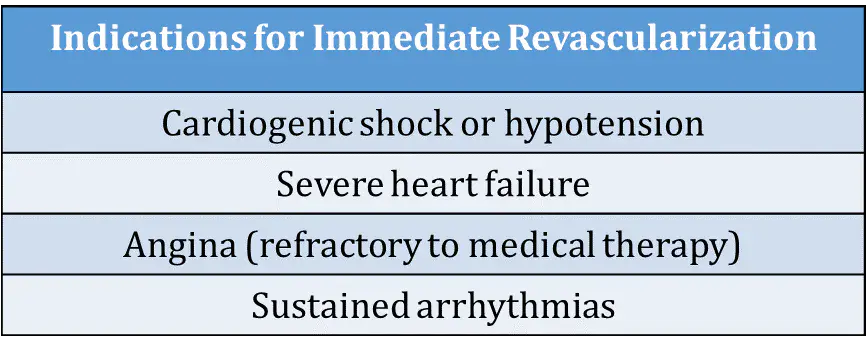 Indications for Immediate Revascularization
Cardiogenic shock or hypotension
Severe heart failure
Angina (refractory to medical therapy)
Sustained arrhythmias